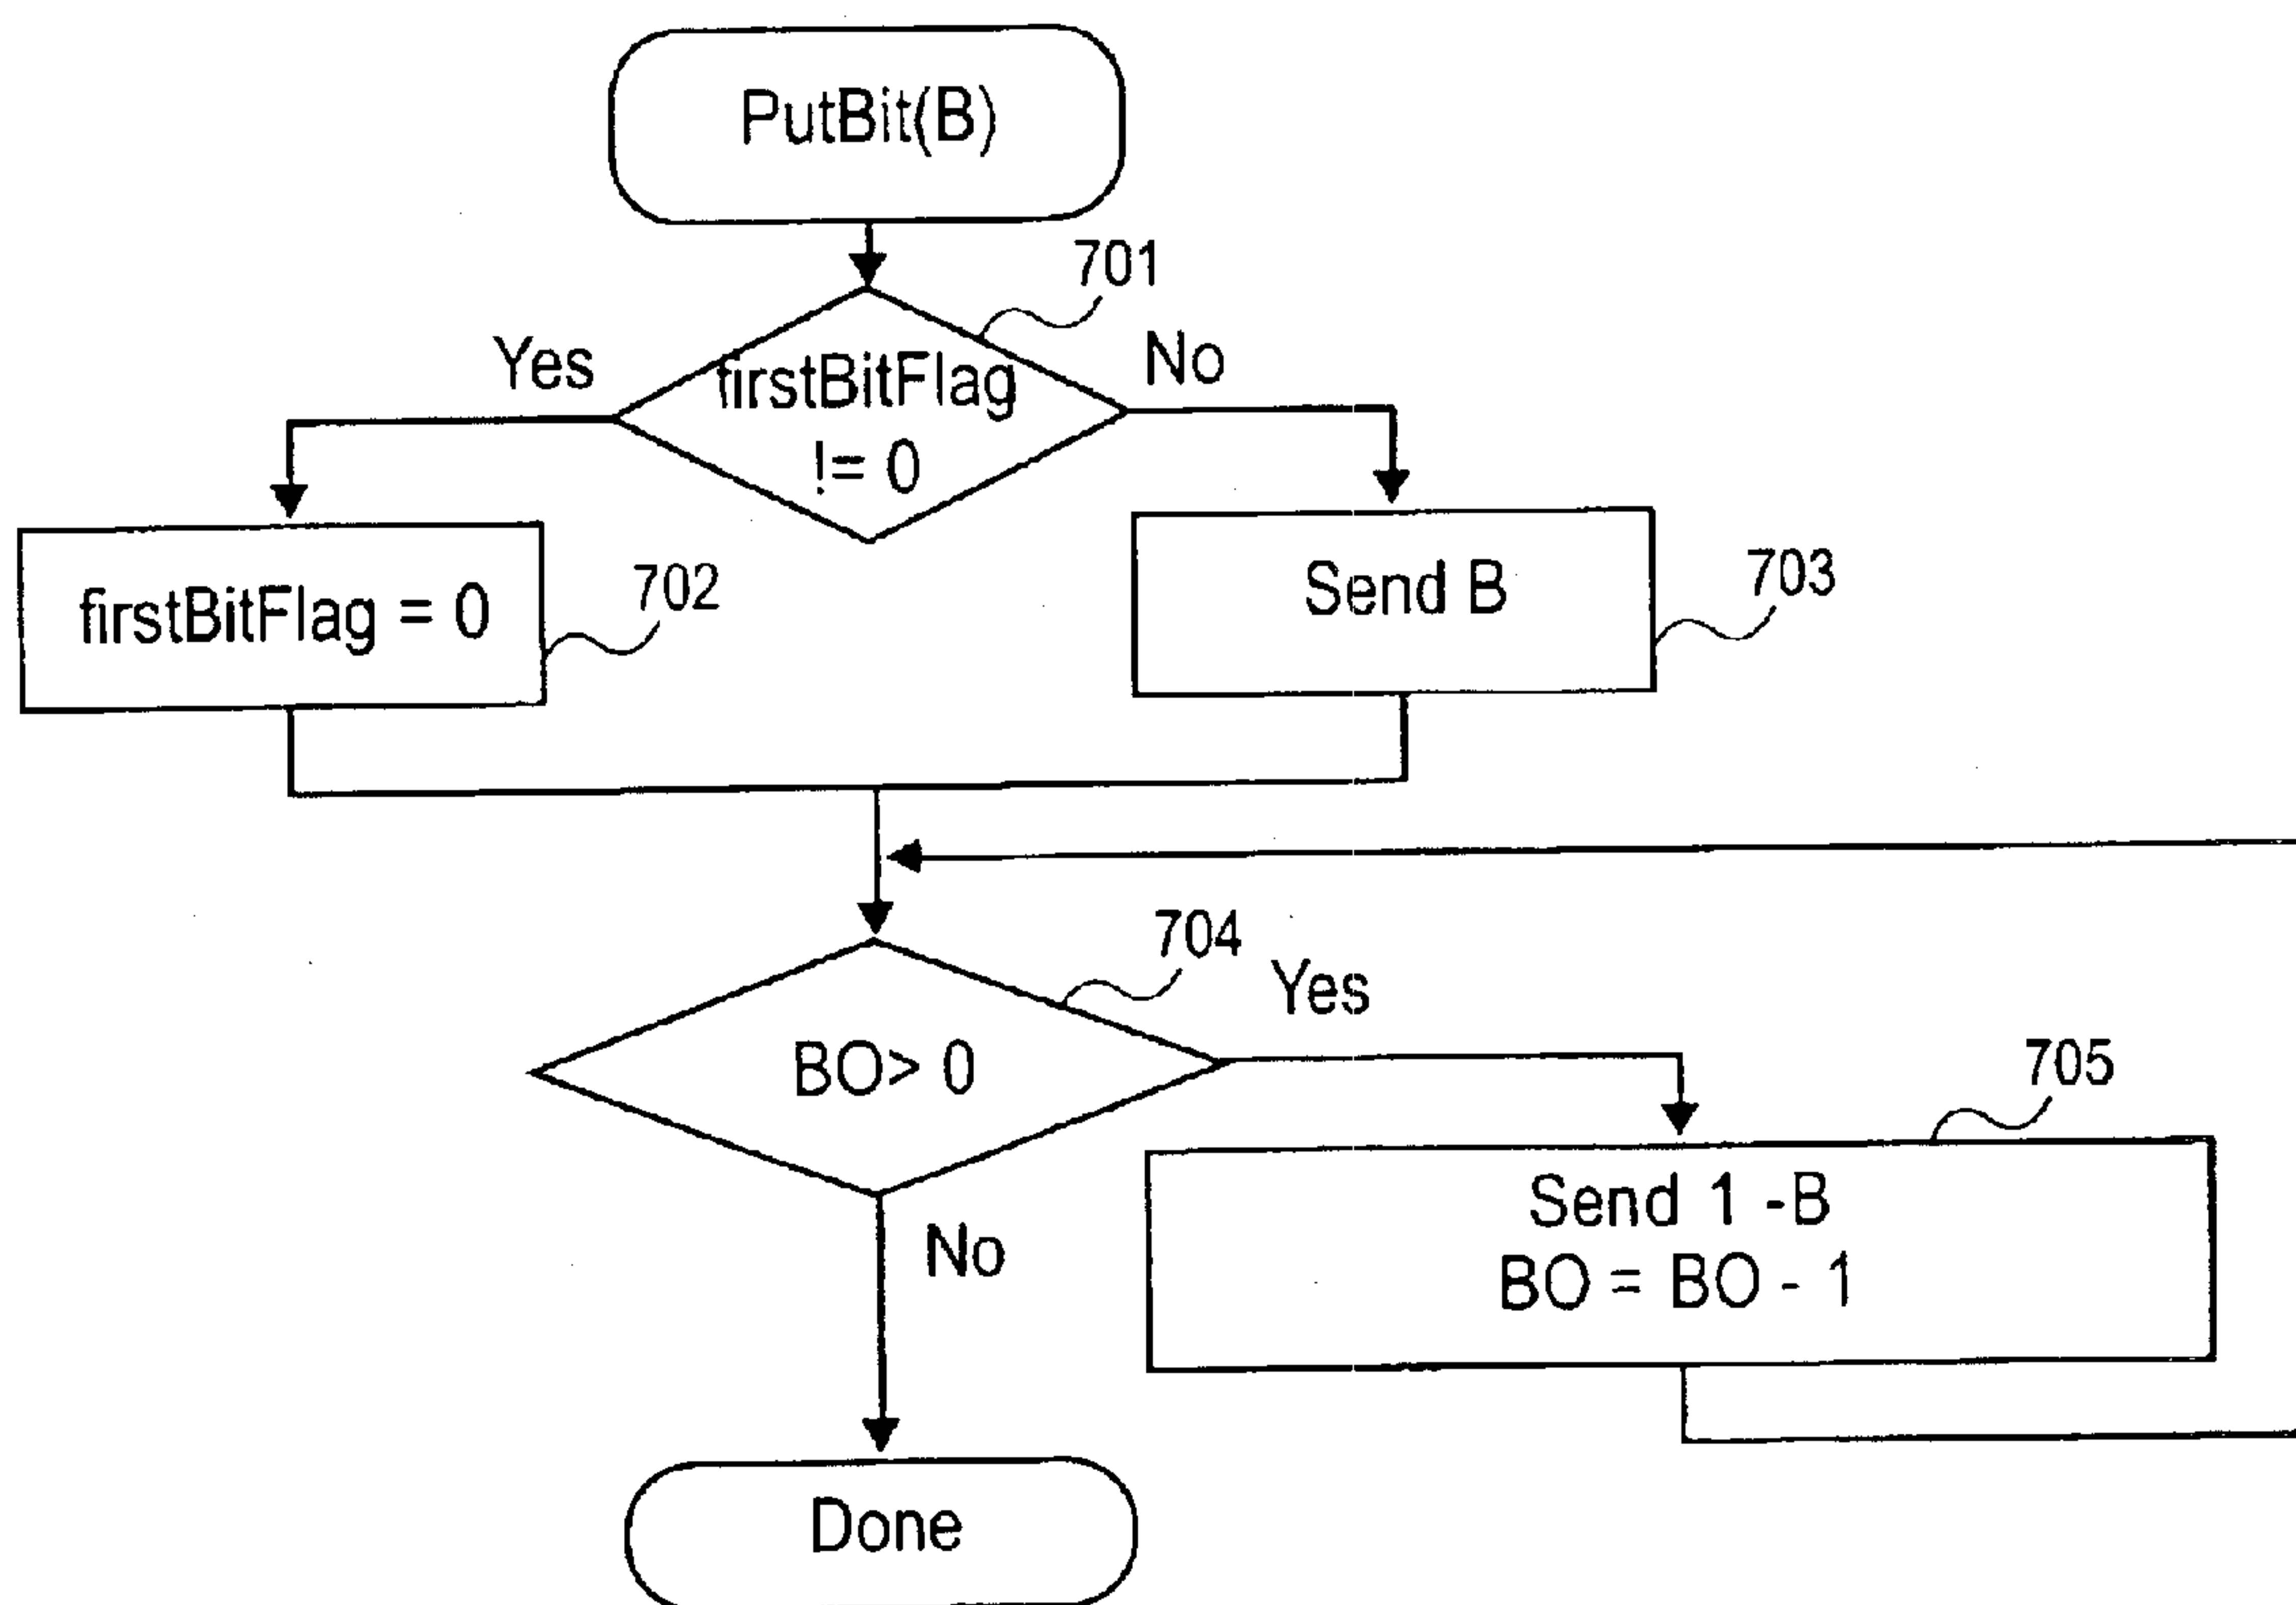 PutBit(B)
701
Yes
No
firstBitFlag
!= 0
firstBitFlag = 0
702
Send B
703
704
Yes
BO> 0
705
Send 1 -B
BO = BO - 1
No
Done